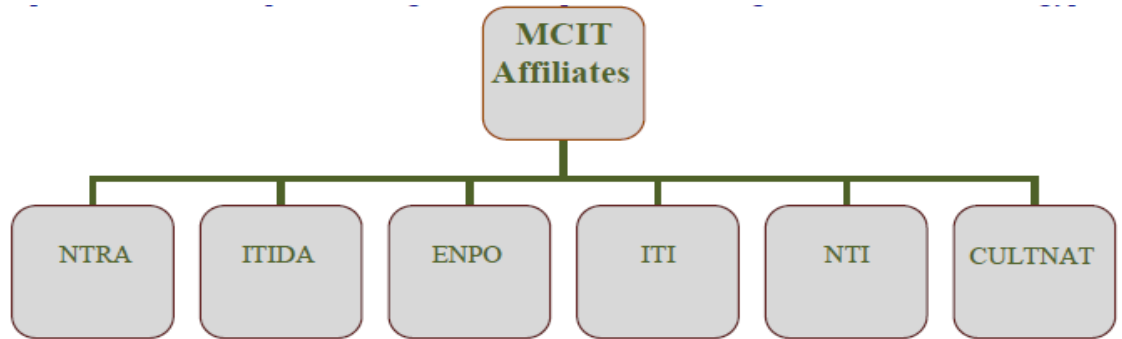 MCIT
Affiliates
NTRA
ITIDA
ENPO
ITI
NTI
CULTNAT